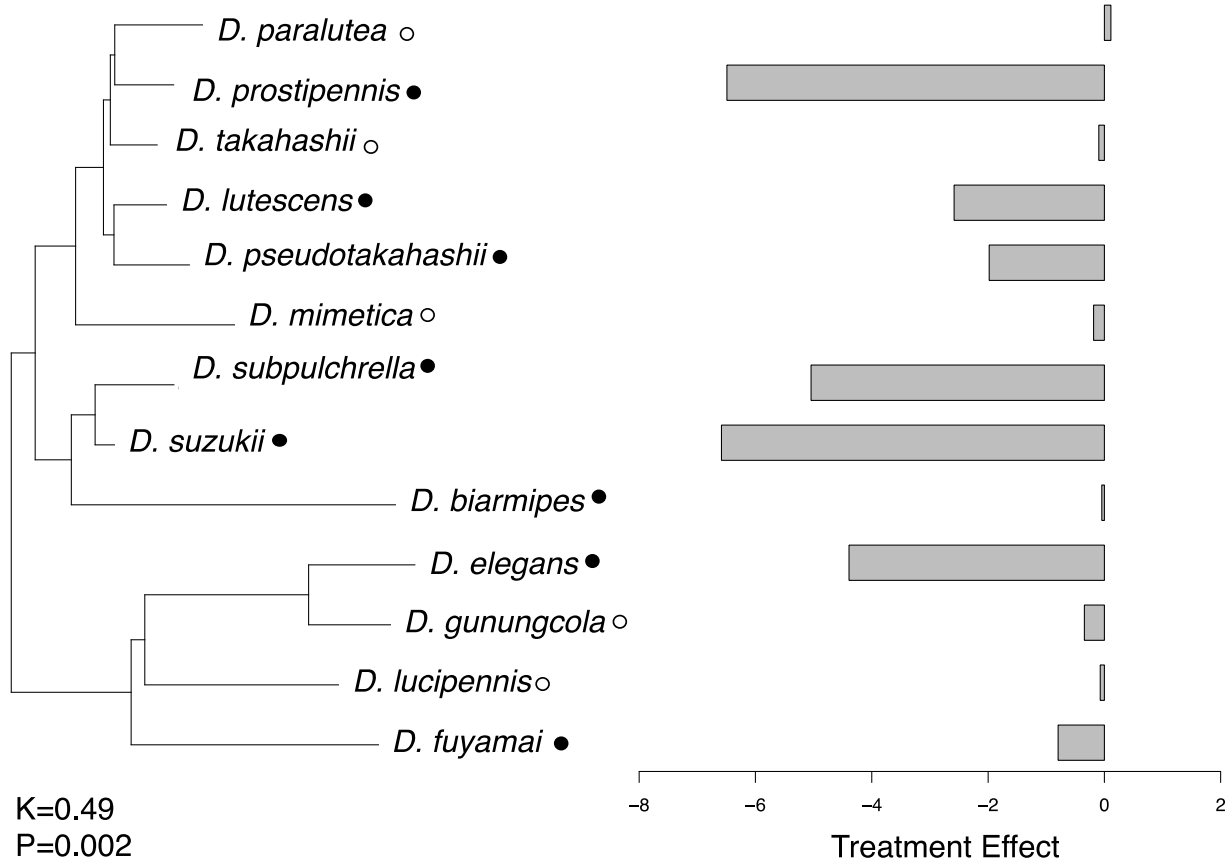 D. paralutea
D. prostipennis
D. takahashii
D. lutescens
D. pseudotakahashii
D. mimetica
D. subpulchrella
D. suzukii
D. biarmipes
D. elegans
D. gunungcola
D. lucipennis
D. fuyamai
K=0.49
P=0.002
−8 −6 −4 −2 0 2
Treatment Effect